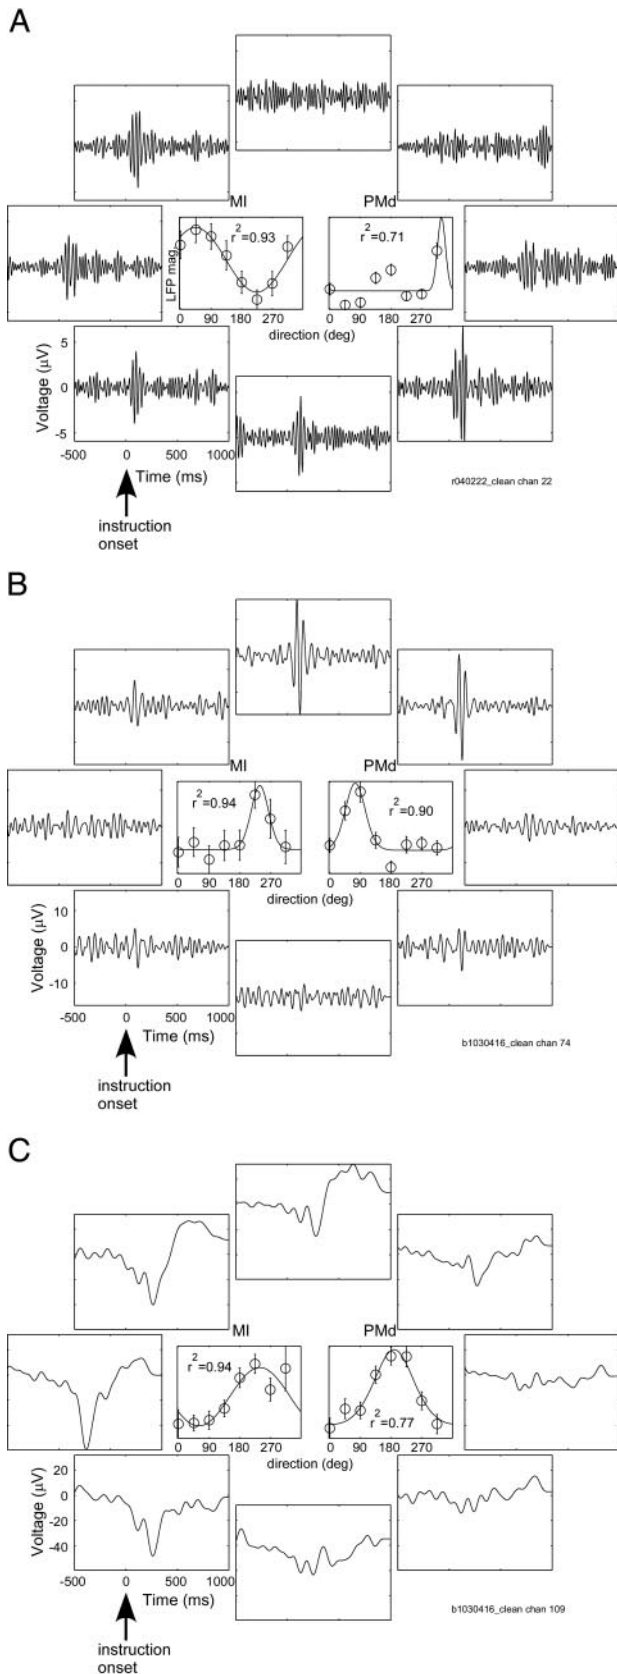 A
MI
PMd
r2=0.93
r2=0.71
LFP mag
0 90 180 270
0 90 180 270
direction (deg)
Voltage (μV)
5
0
-5
-500 0 500 1000
Time (ms)
r040222_clean chan 22
instruction
onset
B
MI
PMd
r2=0.94
r2=0.90
0 90 180 270
0 90 180 270
direction (deg)
Voltage (μV)
10
0
-10
-500 0 500 1000
Time (ms)
b1030416_clean chan 74
instruction
onset
C
MI
PMd
r2=0.94
r2=0.77
0 90 180 270
0 90 180 270
direction (deg)
Voltage (μV)
20
0
-20
-40
-500 0 500 1000
Time (ms)
b1030416_clean chan 109
instruction
onset